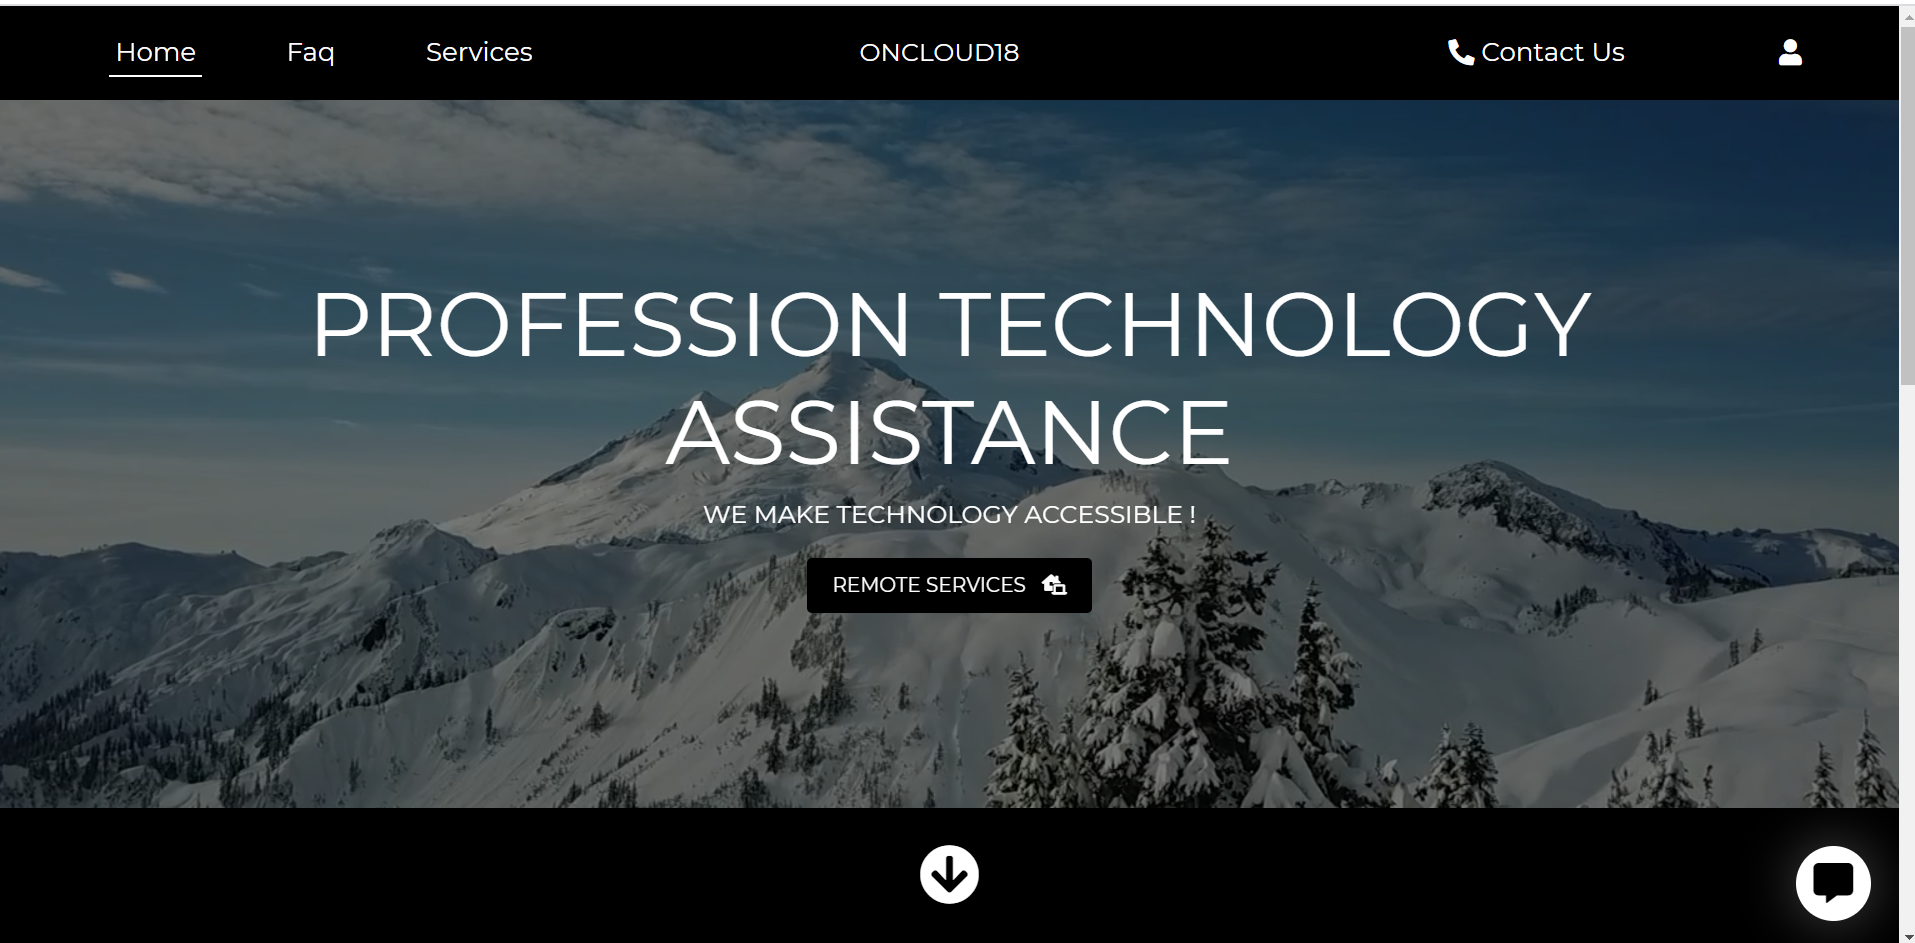 Home Faq Services ONCLOUD18 Contact Us
PROFESSION TECHNOLOGY
ASSISTANCE
WE MAKE TECHNOLOGY ACCESSIBLE !
REMOTE SERVICES